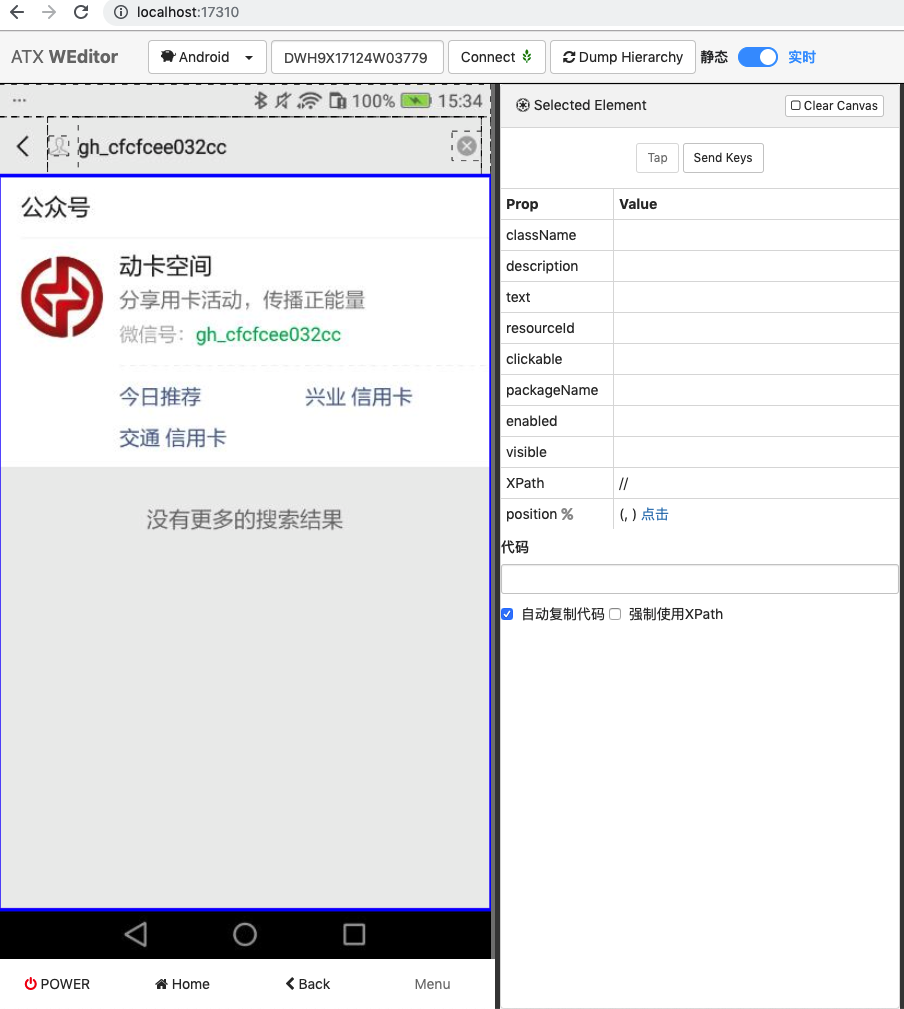 localhost:17310
ATX WEditor
Android
DWH9X17124W03779
Connect
Dump Hierarchy
静态
实时
... 100% 15:34
gh_cfcfcee032cc
公众号
动卡空间
分享用卡活动，传播正能量
微信号：gh_cfcfcee032cc
今日推荐 兴业 信用卡
交通 信用卡
没有更多的搜索结果
POWER Home Back Menu
Selected Element
Clear Canvas
Tap Send Keys
Prop Value
className
description
text
resourceId
clickable
packageName
enabled
visible
XPath //
position % (, ) 点击
代码
自动复制代码 强制使用XPath